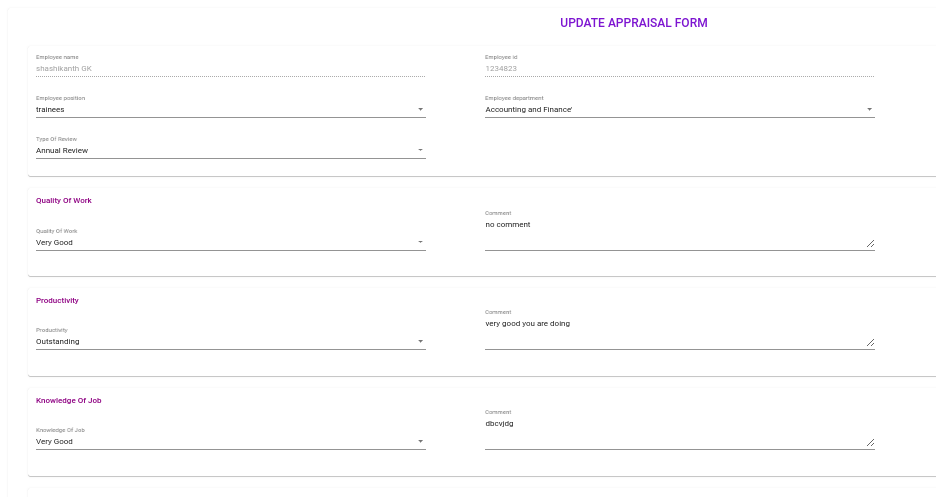 UPDATE APPRAISAL FORM
Employee name
shashikanth GK
Employee id
1234823
Employee position
trainees
Employee department
Accounting and Finance'
Type Of Review
Annual Review
Quality Of Work
Quality Of Work
Very Good
Comment
no comment
Productivity
Productivity
Outstanding
Comment
very good you are doing
Knowledge Of Job
Knowledge Of Job
Very Good
Comment
dbcvjdg